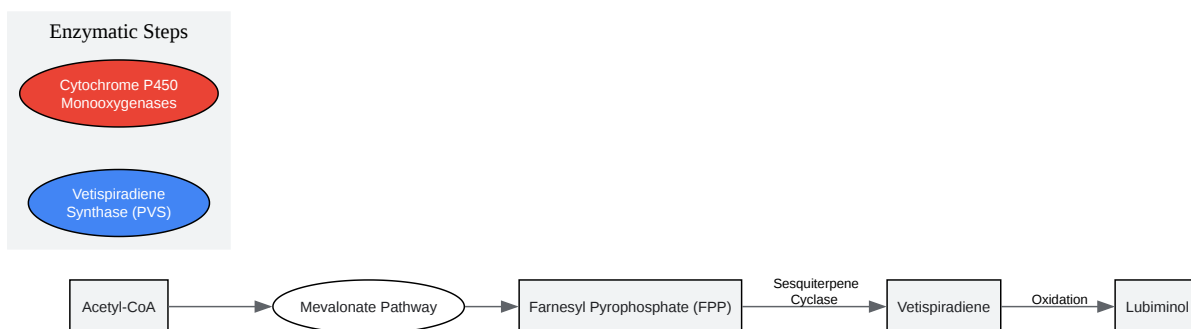 Enzymatic Steps
Cytochrome P450
Monooxygenases
Vetispiradiene
Synthase (PVS)
Acetyl-CoA
Mevalonate Pathway
Farnesyl Pyrophosphate (FPP)
Sesquiterpene
Cyclase
Vetispiradiene
Oxidation
Lubiminol